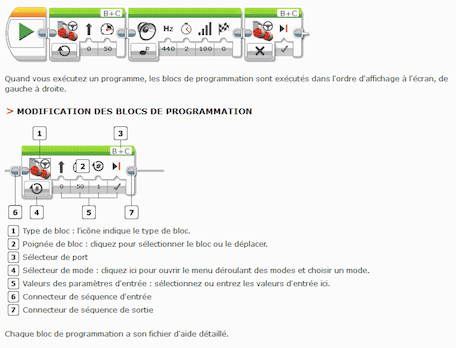 B+C B+C
0 50 Hz 440 2 100 0
Quand vous exécutez un programme, les blocs de programmation sont exécutés dans l'ordre d'affichage à l'écran, de
gauche à droite.
> MODIFICATION DES BLOCS DE PROGRAMMATION
1 3
B+C
2
0 50 1
6 4 5 7
1 Type de bloc : l'icône indique le type de bloc.
2 Poignée de bloc : cliquez pour sélectionner le bloc ou le déplacer.
3 Sélecteur de port
4 Sélecteur de mode : cliquez ici pour ouvrir le menu déroulant des modes et choisir un mode.
5 Valeurs des paramètres d'entrée : sélectionnez ou entrez les valeurs d'entrée ici.
6 Connecteur de séquence d'entrée
7 Connecteur de séquence de sortie
Chaque bloc de programmation a son fichier d'aide détaillé.